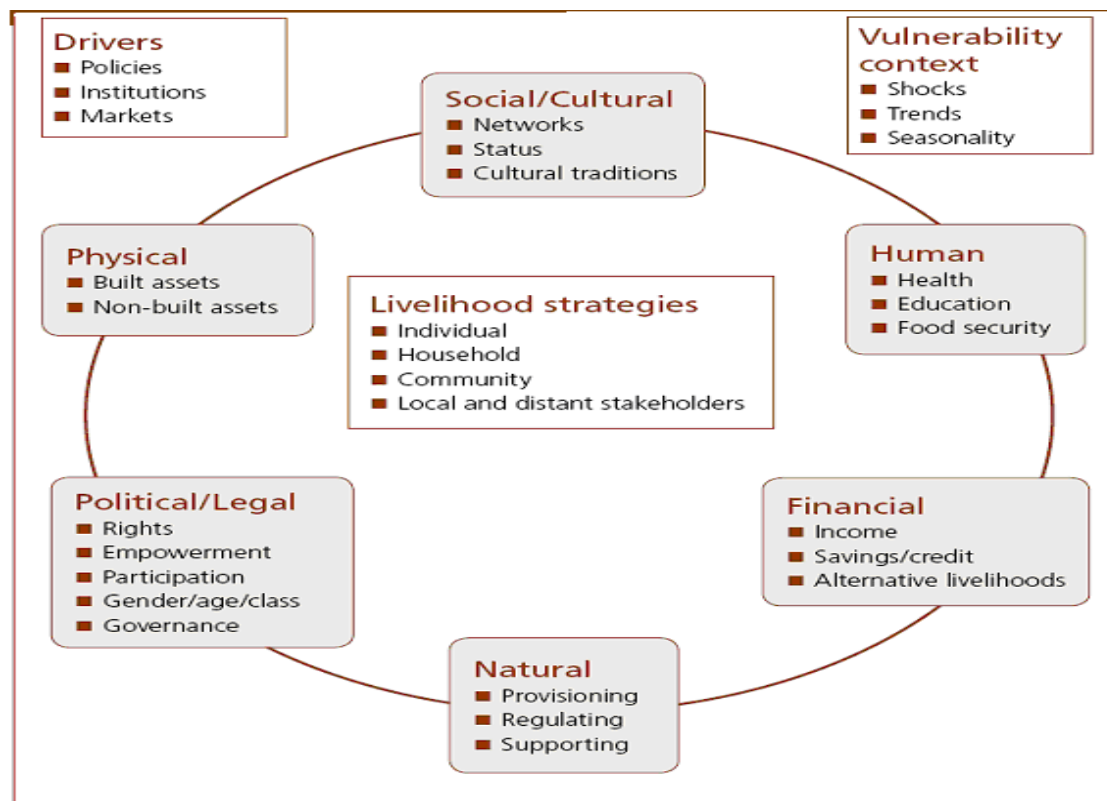 Drivers
Policies
Institutions
Markets
Vulnerability
context
Shocks
Trends
Seasonality
Social/Cultural
Networks
Status
Cultural traditions
Physical
Built assets
Non-built assets
Human
Health
Education
Food security
Livelihood strategies
Individual
Household
Community
Local and distant stakeholders
Political/Legal
Rights
Empowerment
Participation
Gender/age/class
Governance
Financial
Income
Savings/credit
Alternative livelihoods
Natural
Provisioning
Regulating
Supporting